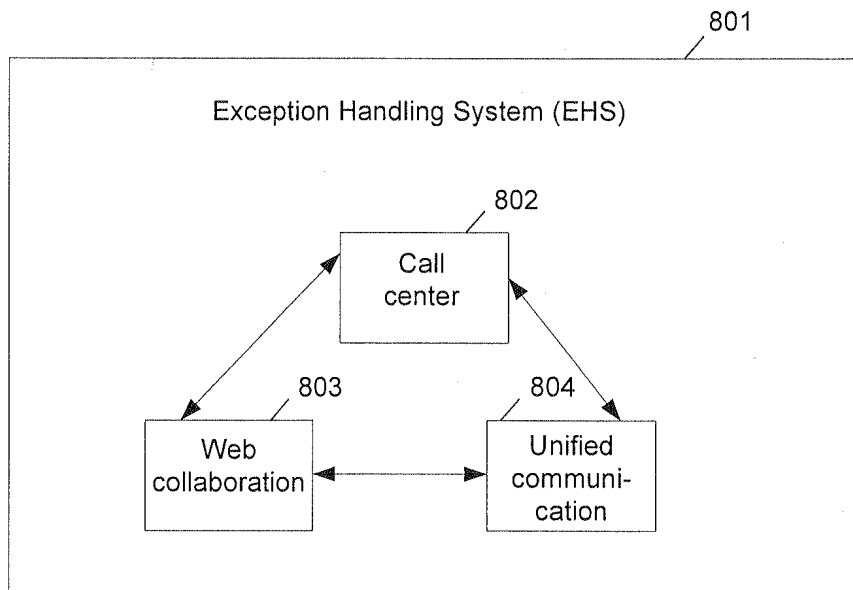 801
Exception Handling System (EHS)
802
Call
center
803
Web
collaboration
804
Unified
communi-
cation